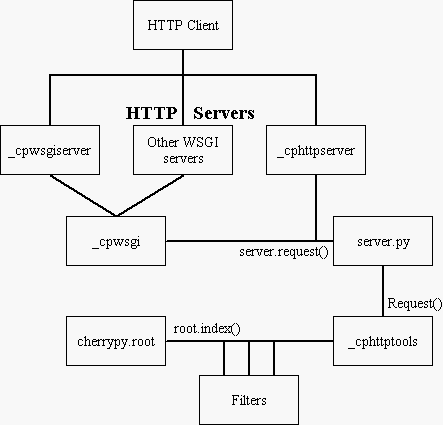 HTTP Client
HTTP Servers
_cpwsgiserver
Other WSGI
servers
_cphttpserver
_cpwsgi
server.request()
server.py
Request()
cherrypy.root
root.index()
_cphttptools
Filters